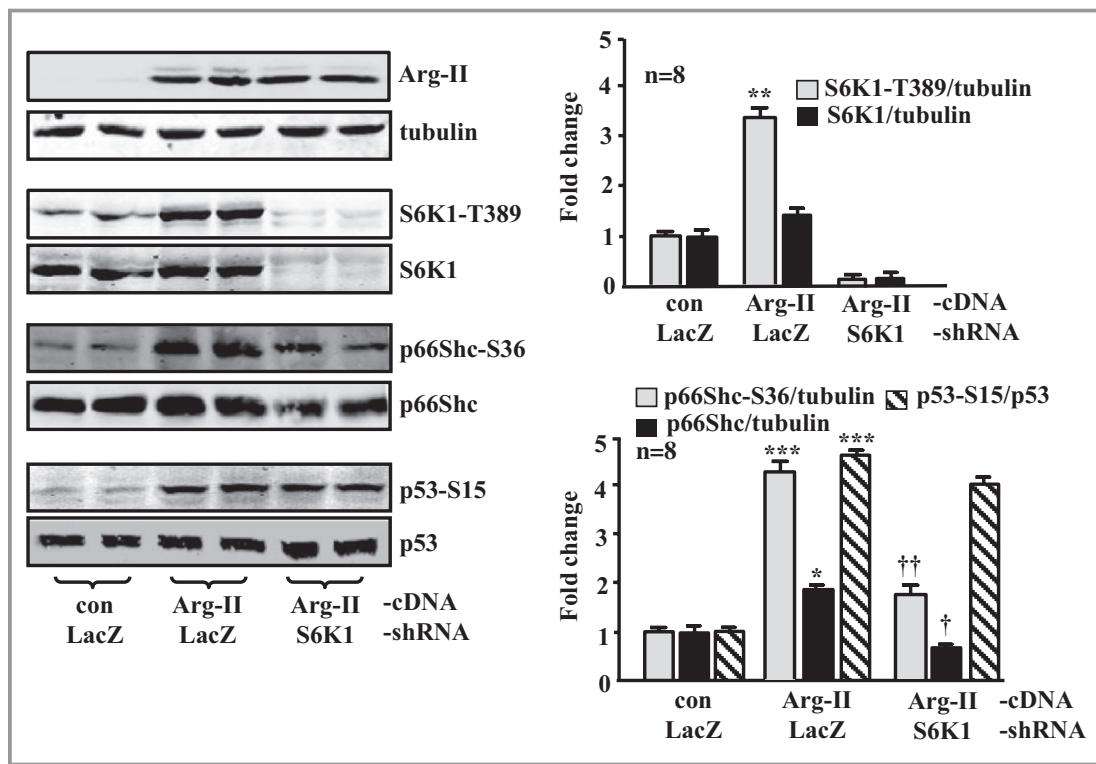 Arg-II
tubulin
S6K1-T389
S6K1
p66Shc-S36
p66Shc
p53-S15
p53
con Arg-II Arg-II -cDNA
LacZ LacZ S6K1 -shRNA
5
4
3
2
1
0
Fold change
n=8
S6K1-T389/tubulin
S6K1/tubulin
**
con Arg-II Arg-II -cDNA
LacZ LacZ S6K1 -shRNA
p66Shc-S36/tubulin p53-S15/p53
p66Shc/tubulin
n=8
5
4
3
2
1
0
Fold change
*** * ***
†† †
con Arg-II Arg-II -cDNA
LacZ LacZ S6K1 -shRNA